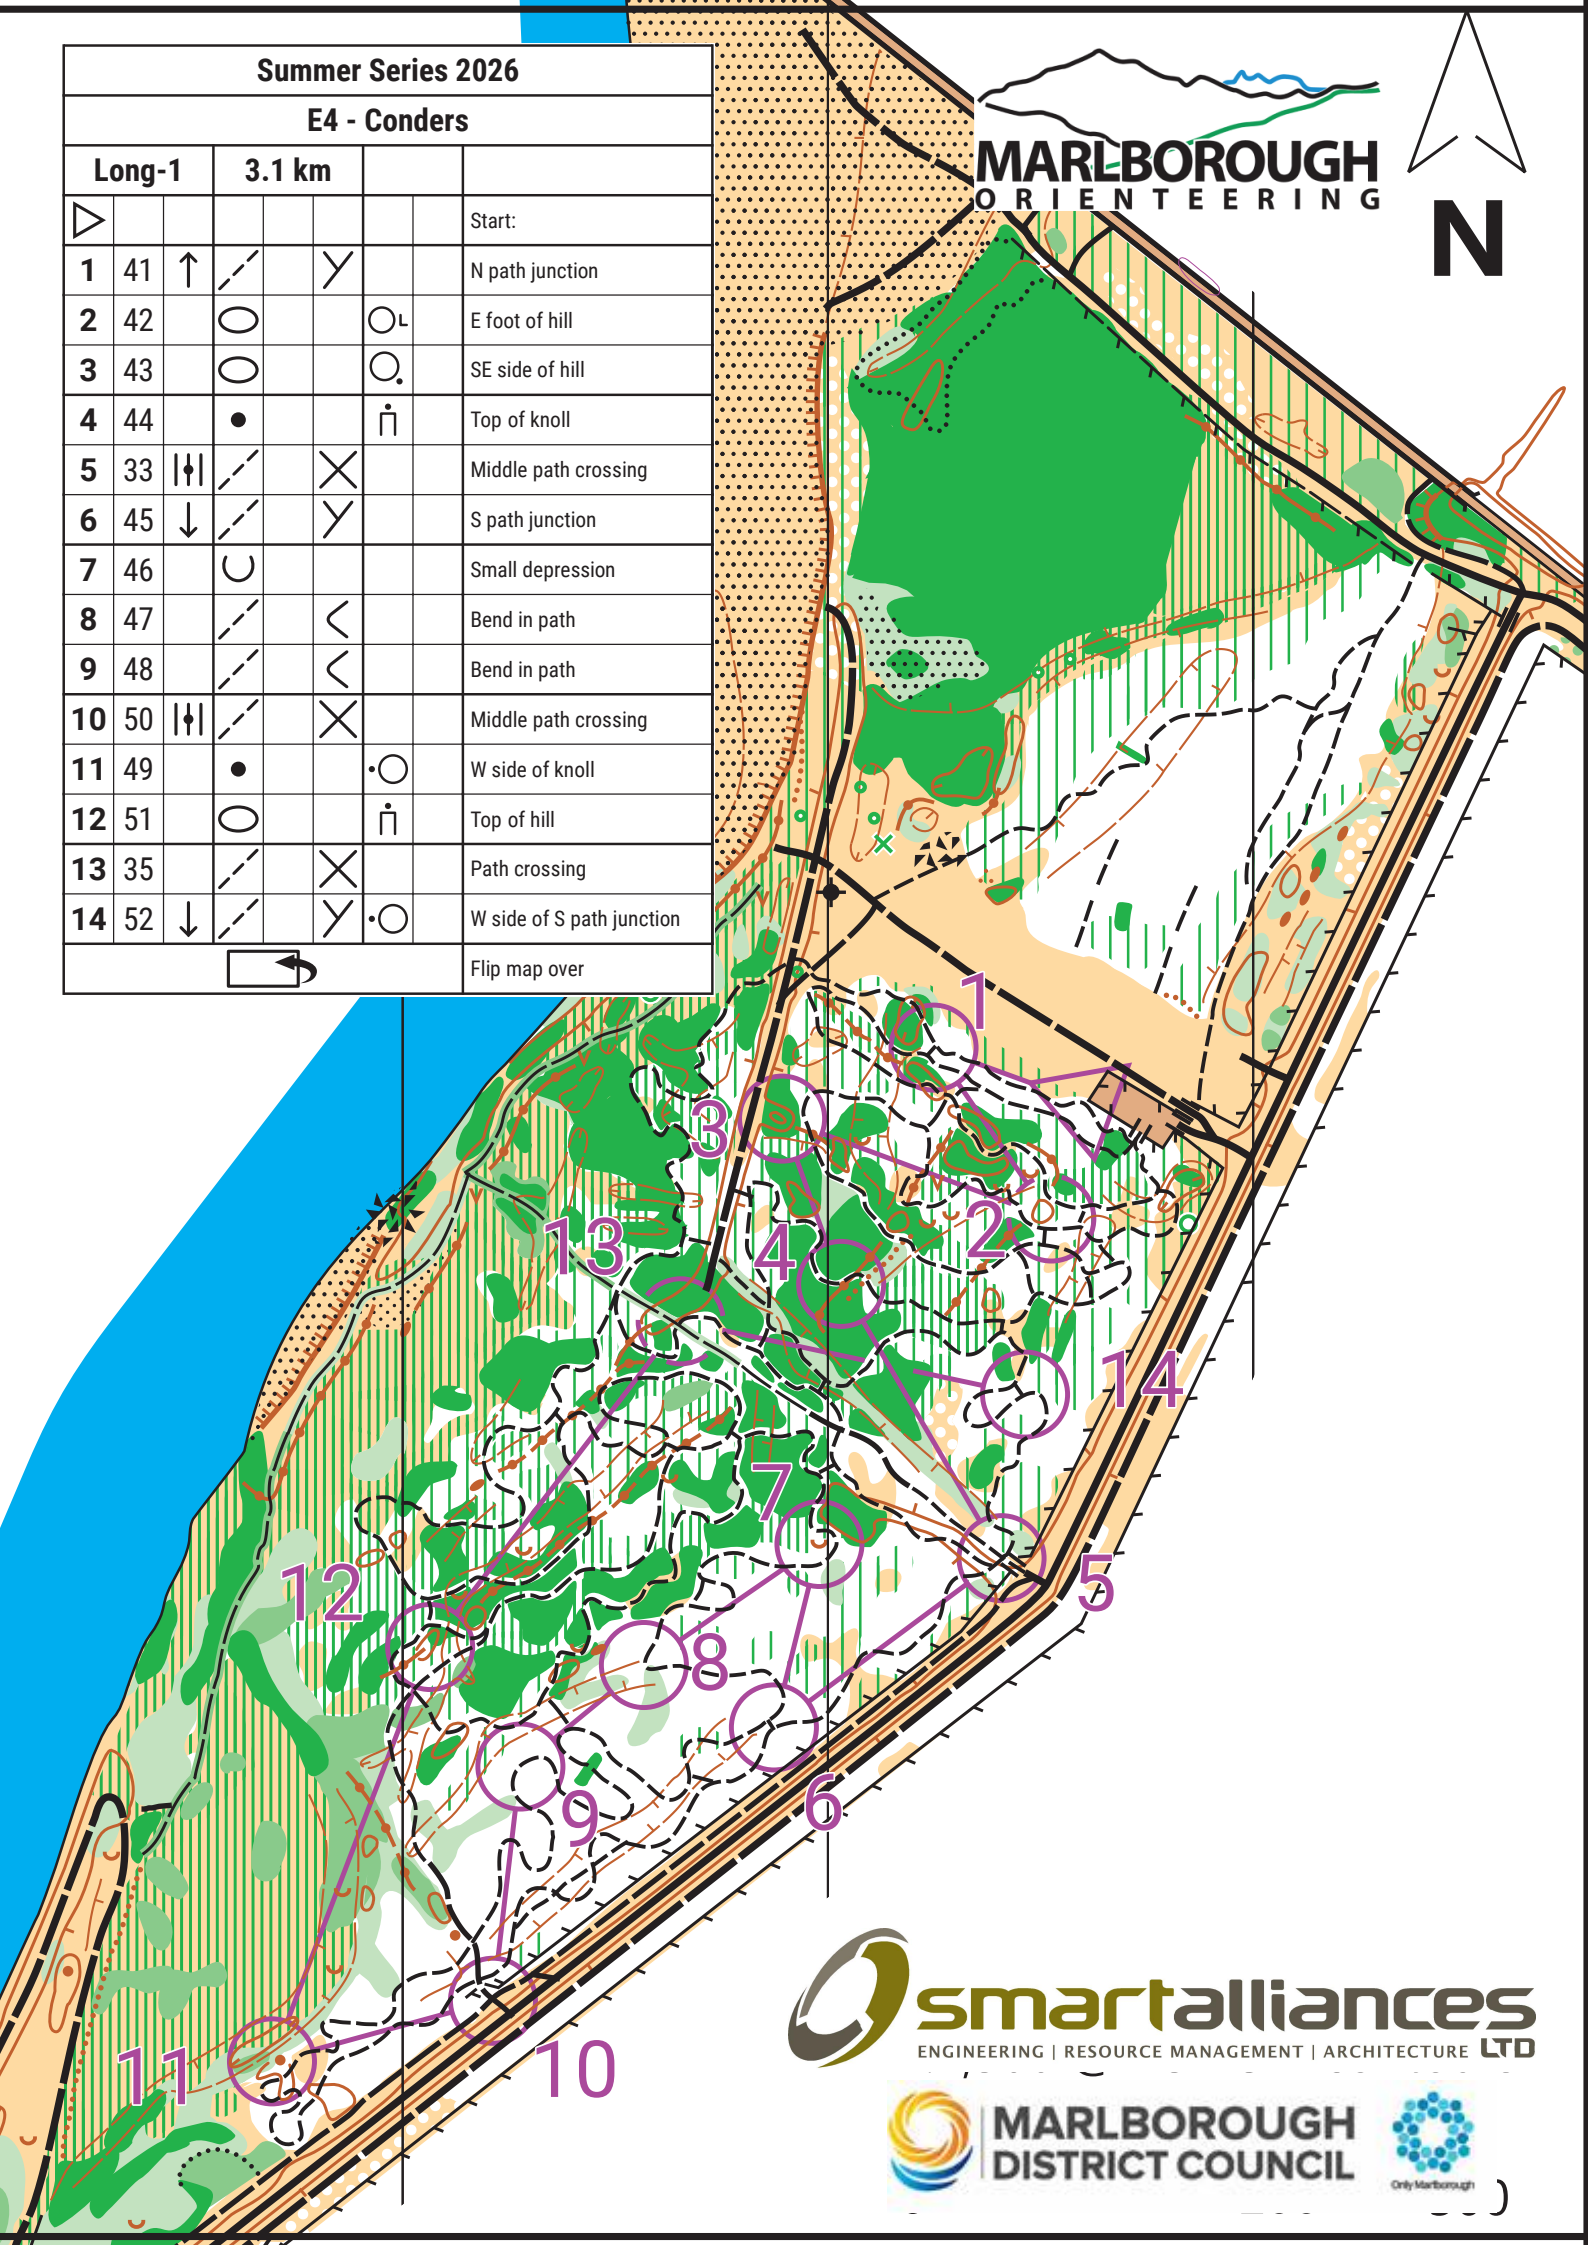 Summer Series 2026
E4 - Conders
Long-1 3.1 km
Start:
1 41 N path junction
2 42 E foot of hill
3 43 SE side of hill
4 44 Top of knoll
5 33 Middle path crossing
6 45 S path junction
7 46 Small depression
8 47 Bend in path
9 48 Bend in path
10 50 Middle path crossing
11 49 W side of knoll
12 51 Top of hill
13 35 Path crossing
14 52 W side of S path junction
Flip map over
MARLBOROUGH
ORIENTEERING
N
1
3
2
13
4
14
7
5
12
8
6
9
11
10
smartalliances
ENGINEERING | RESOURCE MANAGEMENT | ARCHITECTURE LTD
MARLBOROUGH
DISTRICT COUNCIL
Only Marlborough